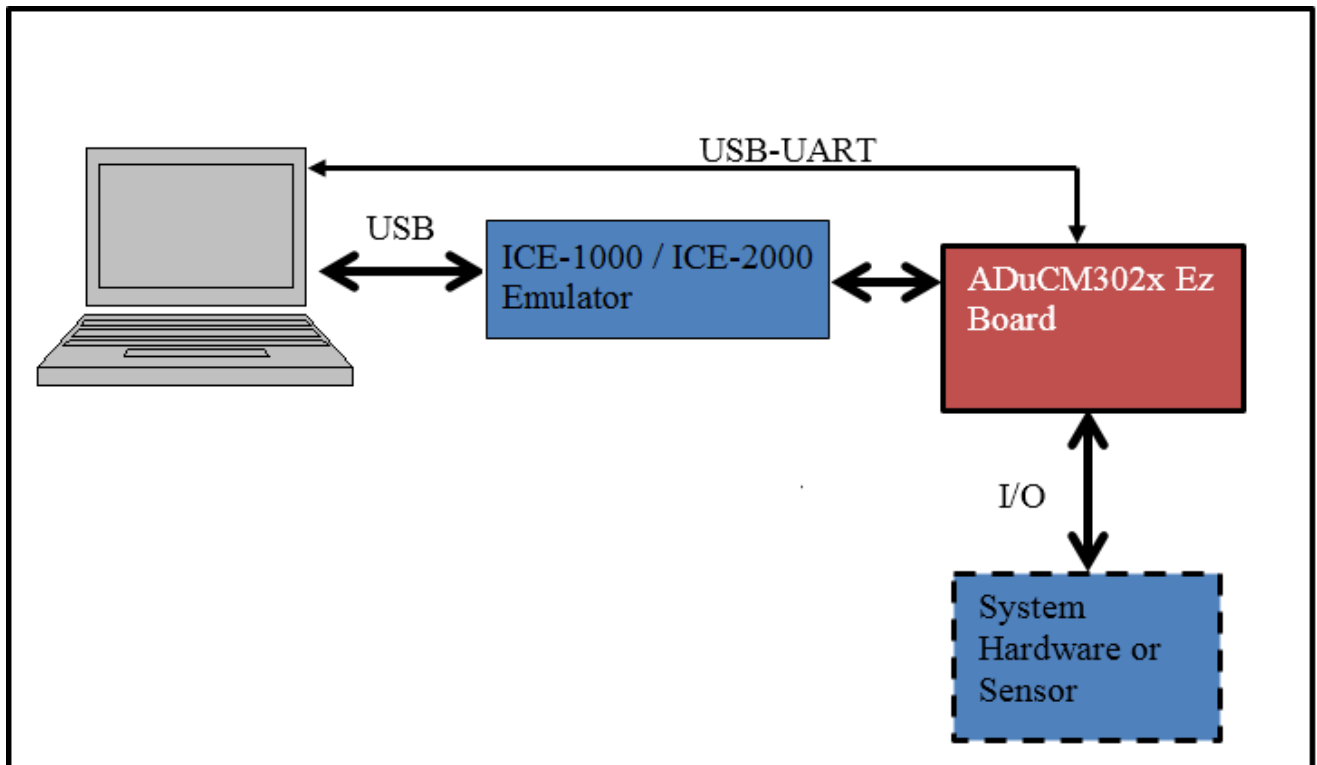 USB-UART
USB
ICE-1000 / ICE-2000
Emulator
ADuCM302x Ez
Board
I/O
System
Hardware or
Sensor